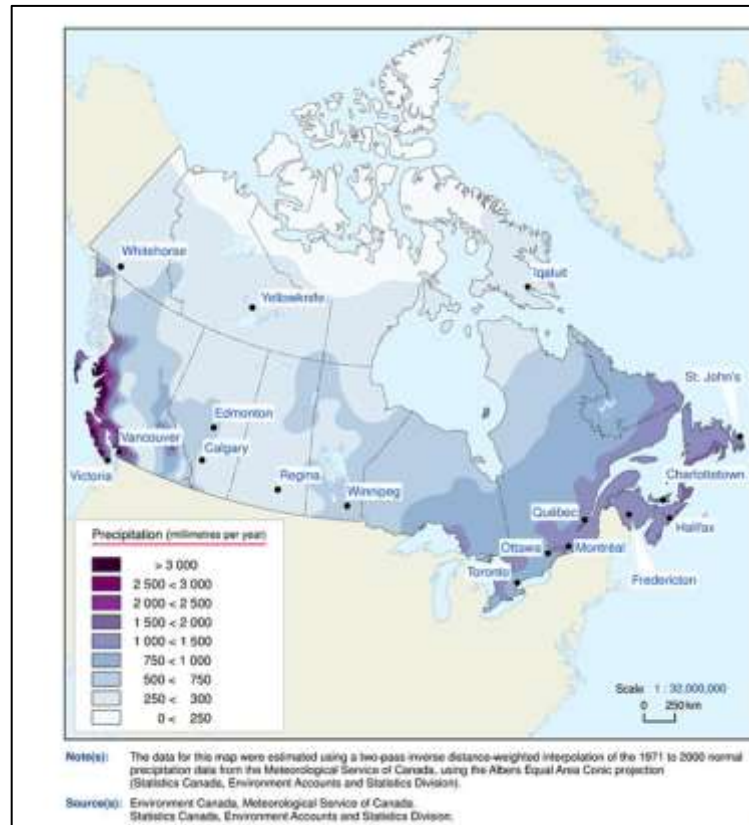 Whitehorse
Iqaluit
Yellowknife
St. John's
Edmonton
Vancouver
Calgary
Charlottetown
Victoria
Regina
Winnipeg
Québec
Halifax
Ottawa
Montréal
Toronto
Fredericton
Precipitation (millimetres per year)
> 3 000
2 500 < 3 000
2 000 < 2 500
1 500 < 2 000
1 000 < 1 500
750 < 1 000
500 < 750
250 < 300
0 < 250
Scale 1 : 32,000,000
0 250 km
Note(s): The data for this map were estimated using a two-pass inverse distance-weighted interpolation of the 1971 to 2000 normal
precipitation data from the Meteorological Service of Canada, using the Albers Equal Area Conic projection
(Statistics Canada, Environment Accounts and Statistics Division).
Source(s): Environment Canada, Meteorological Service of Canada.
Statistics Canada, Environment Accounts and Statistics Division.